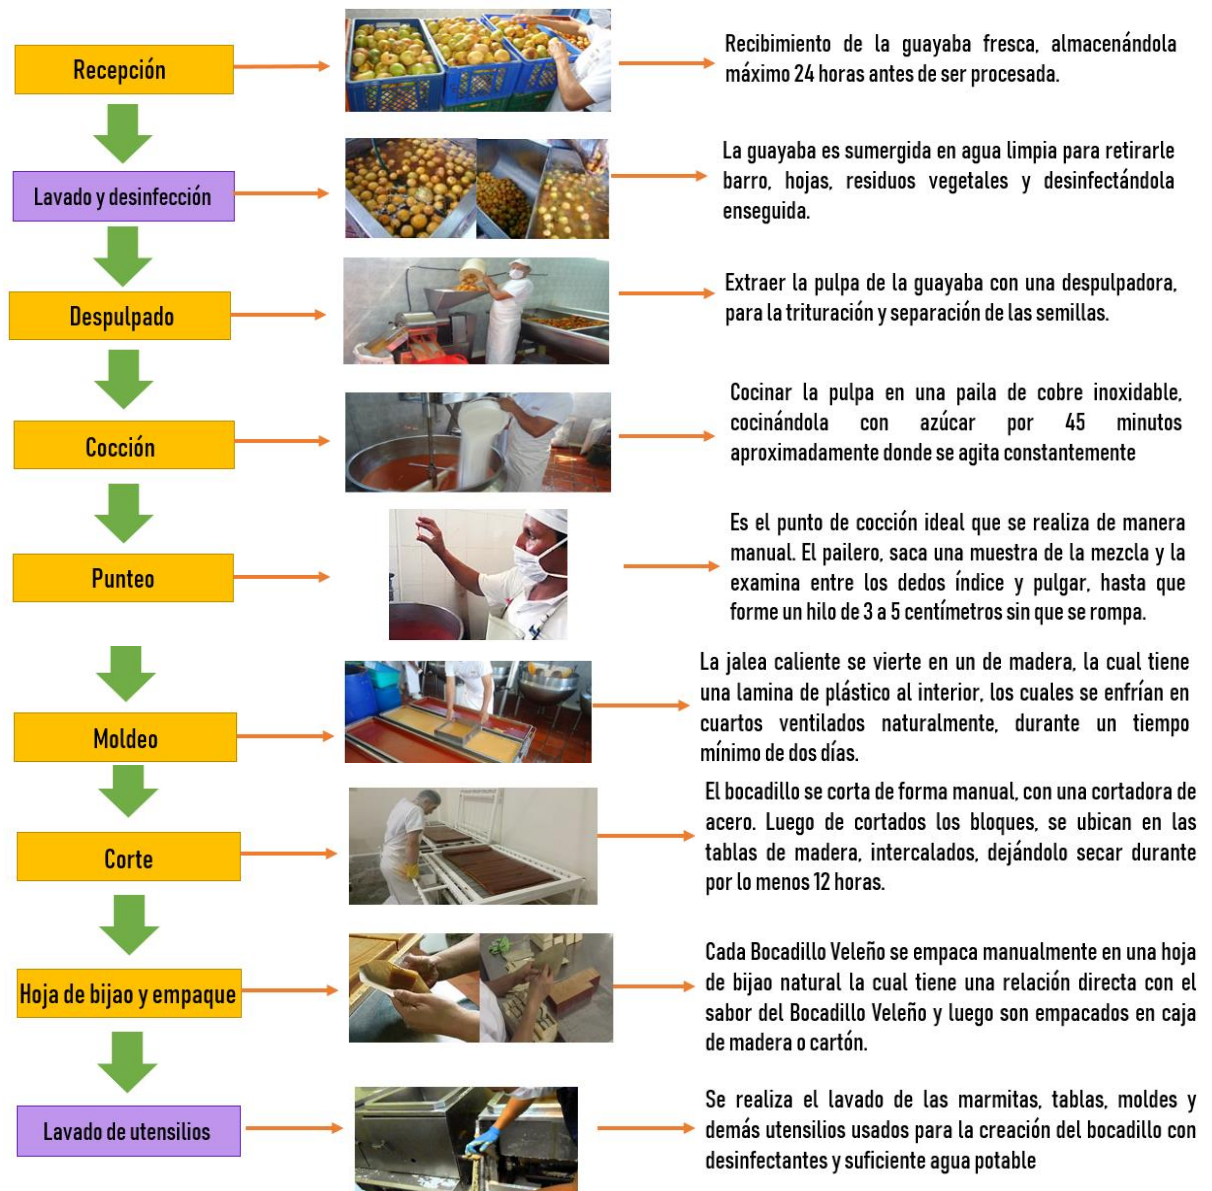 Recepción
Recibimiento de la guayaba fresca, almacenándola
máximo 24 horas antes de ser procesada.
Lavado y desinfección
La guayaba es sumergida en agua limpia para retirarle
barro, hojas, residuos vegetales y desinfectándola
enseguida.
Despulpado
Extraer la pulpa de la guayaba con una despulpadora,
para la trituración y separación de las semillas.
Cocción
Cocinar la pulpa en una paila de cobre inoxidable,
cocinándola con azúcar por 45 minutos
aproximadamente donde se agita constantemente
Punteo
Es el punto de cocción ideal que se realiza de manera
manual. El pailero, saca una muestra de la mezcla y la
examina entre los dedos índice y pulgar, hasta que
forme un hilo de 3 a 5 centímetros sin que se rompa.
Moldeo
La jalea caliente se vierte en un de madera, la cual tiene
una lamina de plástico al interior, los cuales se enfrían en
cuartos ventilados naturalmente, durante un tiempo
mínimo de dos días.
Corte
El bocadillo se corta de forma manual, con una cortadora de
acero. Luego de cortados los bloques, se ubican en las
tablas de madera, intercalados, dejándolo secar durante
por lo menos 12 horas.
Hoja de bijao y empaque
Cada Bocadillo Veleño se empaca manualmente en una hoja
de bijao natural la cual tiene una relación directa con el
sabor del Bocadillo Veleño y luego son empacados en caja
de madera o cartón.
Lavado de utensilios
Se realiza el lavado de las marmitas, tablas, moldes y
demás utensilios usados para la creación del bocadillo con
desinfectantes y suficiente agua potable